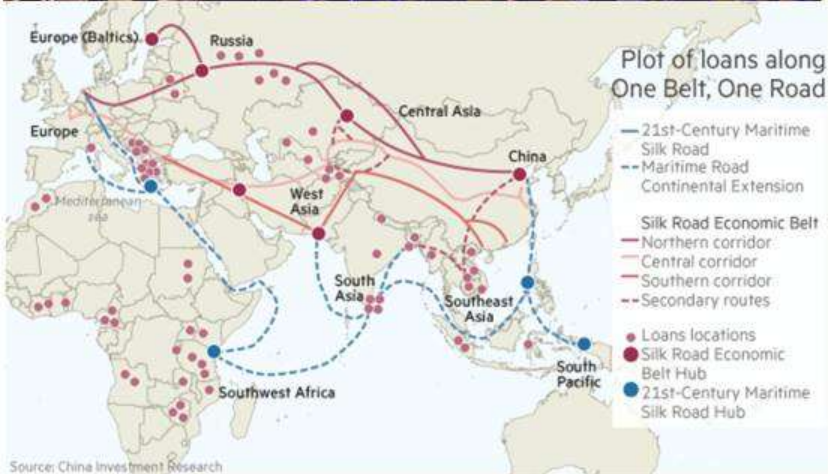 Plot of loans along
One Belt, One Road
21st-Century Maritime
Silk Road
Maritime Road
Continental Extension
Silk Road Economic Belt
Northern corridor
Central corridor
Southern corridor
Secondary routes
Loans locations
Silk Road Economic
Belt Hub
21st-Century Maritime
Silk Road Hub
Europe (Baltics)
Russia
Central Asia
Europe
China
Mediterranean
sea
West
Asia
South
Asia
Southeast
Asia
South
Pacific
Southwest Africa
Source: China Investment Research